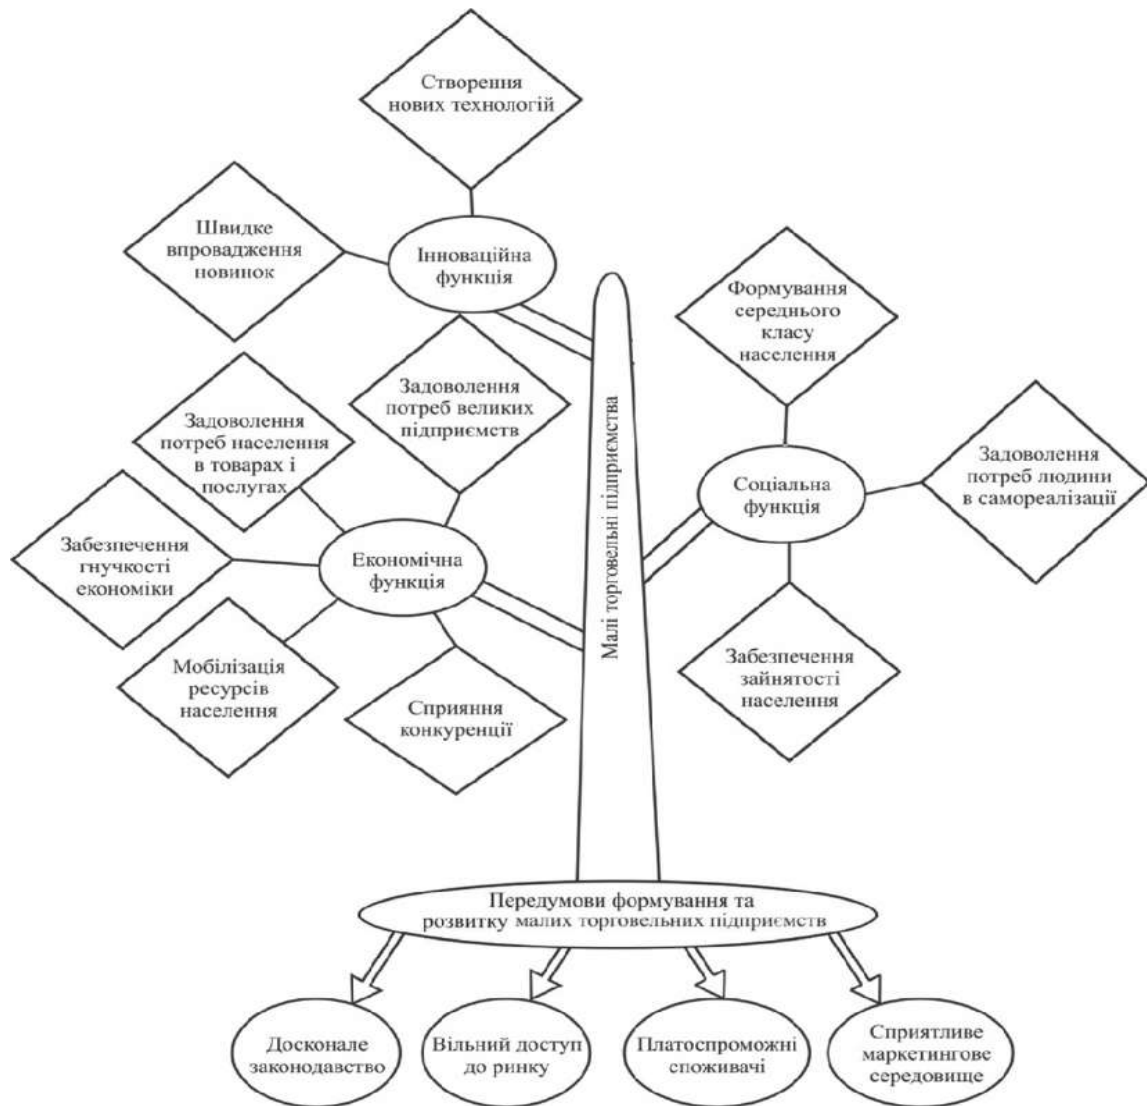 Створення
нових технологій
Швидке
впровадження
новинок
Інноваційна
функція
Формування
середнього
класу
населення
Задоволення
потреб великих
підприємств
Задоволення
потреб населення
в товарах і
послугах
Малі торговельні підприємства
Соціальна
функція
Задоволення
потреб людини
в самореалізації
Забезпечення
гнучкості
економіки
Економічна
функція
Мобілізація
ресурсів
населення
Сприяння
конкуренції
Забезпечення
зайнятості
населення
Передумови формування та
розвитку малих торговельних підприємств
Досконале
законодавство
Вільний доступ
до ринку
Платоспроможні
споживачі
Сприятливе
маркетингове
середовище